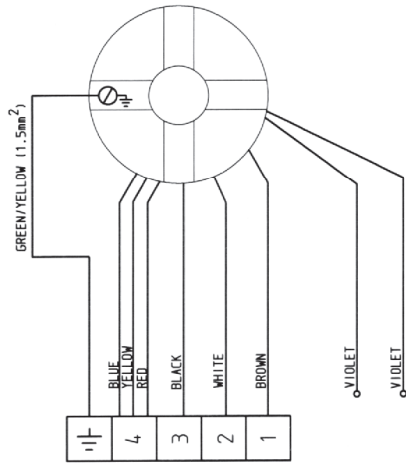 GREEN/YELLOW (1.5mm²)
BLUE
YELLOW
RED
BLACK
WHITE
BROWN
VIOLET
VIOLET
4
3
2
1